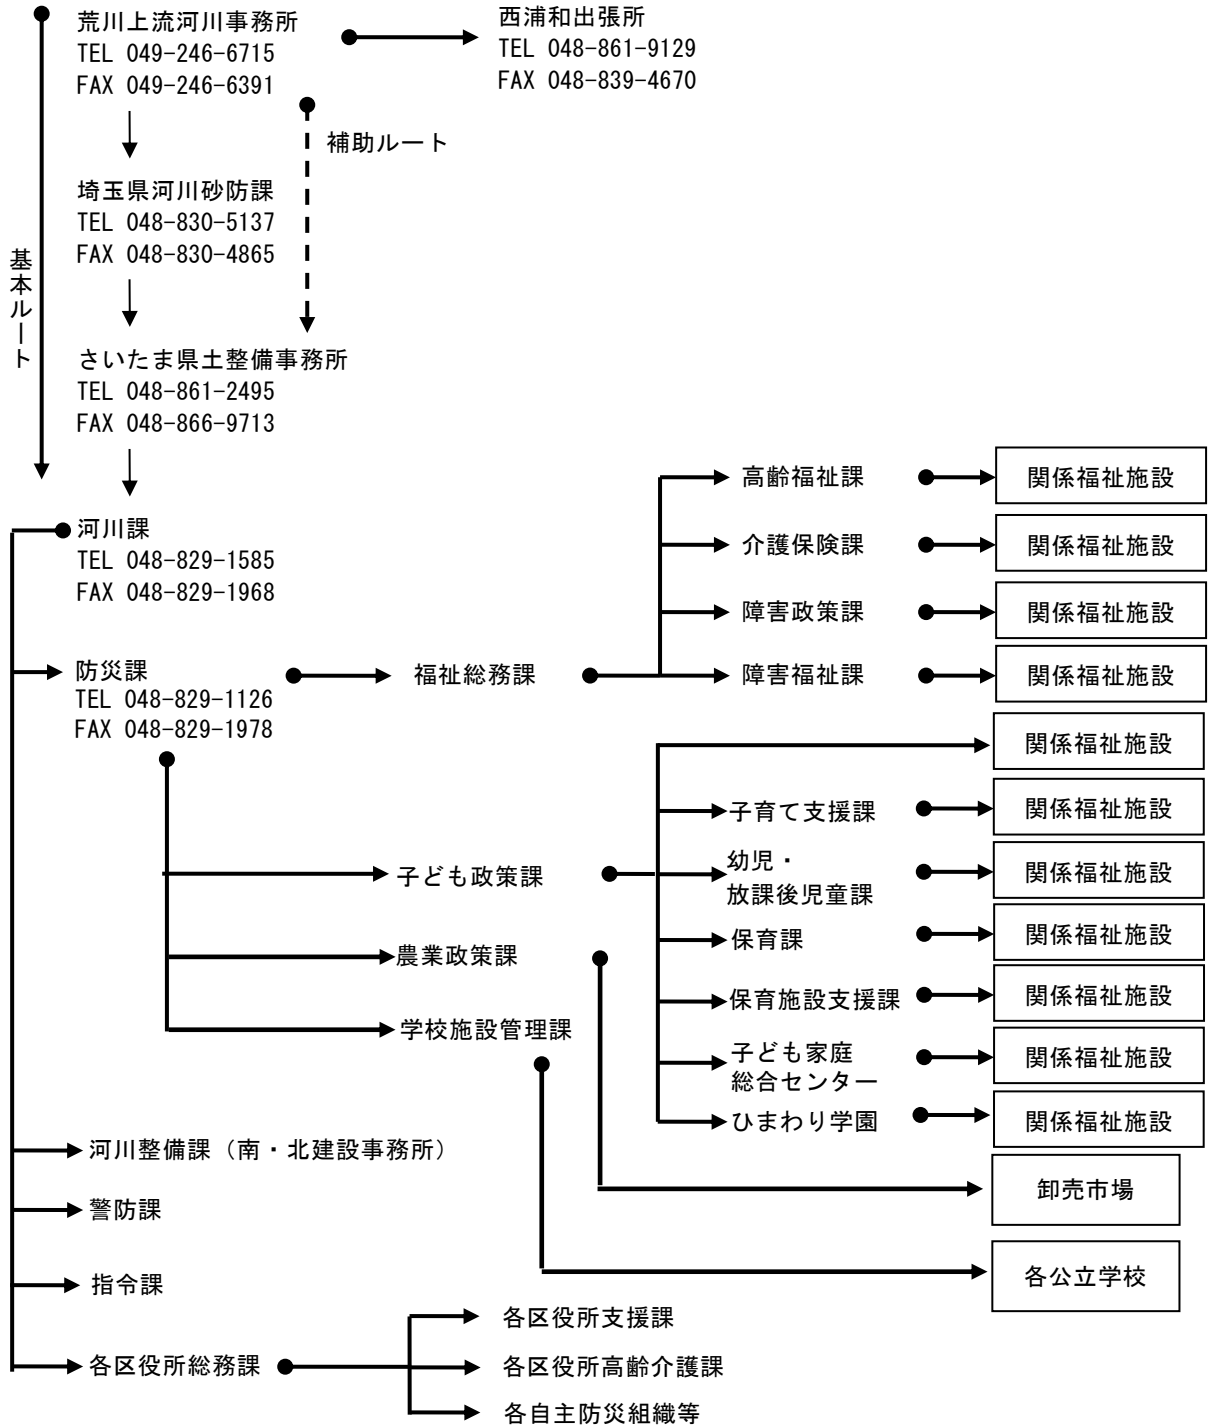 荒川上流河川事務所
TEL 049-246-6715
FAX 049-246-6391
西浦和出張所
TEL 048-861-9129
FAX 048-839-4670
補助ルート
基本ルート
埼玉県河川砂防課
TEL 048-830-5137
FAX 048-830-4865
さいたま県土整備事務所
TEL 048-861-2495
FAX 048-866-9713
河川課
TEL 048-829-1585
FAX 048-829-1968
防災課
TEL 048-829-1126
FAX 048-829-1978
福祉総務課
高齢福祉課
関係福祉施設
介護保険課
関係福祉施設
障害政策課
関係福祉施設
障害福祉課
関係福祉施設
子ども政策課
関係福祉施設
子育て支援課
関係福祉施設
幼児・
放課後児童課
関係福祉施設
保育課
関係福祉施設
保育施設支援課
関係福祉施設
子ども家庭
総合センター
関係福祉施設
ひまわり学園
関係福祉施設
農業政策課
卸売市場
学校施設管理課
各公立学校
河川整備課（南・北建設事務所）
警防課
指令課
各区役所総務課
各区役所支援課
各区役所高齢介護課
各自主防災組織等